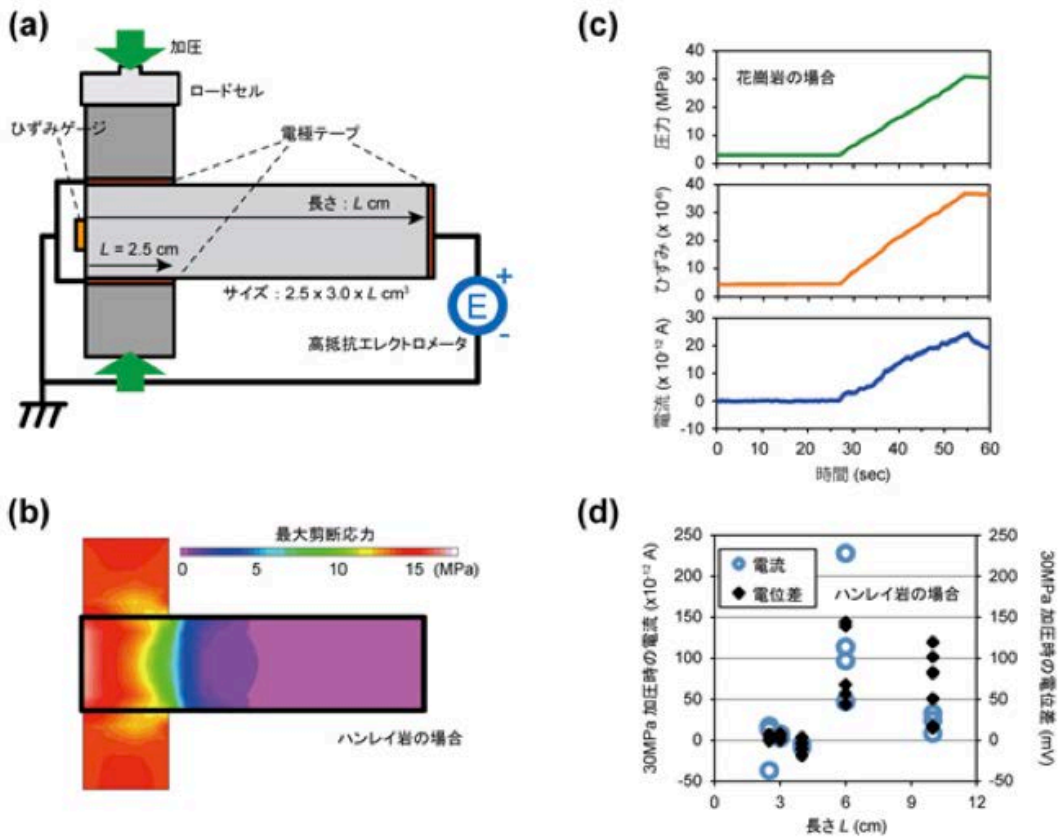 (a)
加圧
ロードセル
ひずみゲージ
電極テープ
長さ : L cm
L = 2.5 cm
サイズ : 2.5 x 3.0 x L cm³
+
E
-
高抵抗エレクトロメータ
(b)
最大剪断応力
0 5 10 15 (MPa)
ハンレイ岩の場合
(c)
花崗岩の場合
圧力 (MPa)
40
30
20
10
0
ひずみ (x 10⁻⁶)
40
30
20
10
0
電流 (x 10⁻¹² A)
30
20
10
0
-10
0 10 20 30 40 50 60
時間 (sec)
(d)
30MPa 加圧時の電流 (x10⁻¹² A)
250
200
150
100
50
0
-50
電流
電位差
ハンレイ岩の場合
250
200
150
100
50
0
-50
30MPa 加圧時の電位差 (mV)
0 3 6 9 12
長さ L (cm)